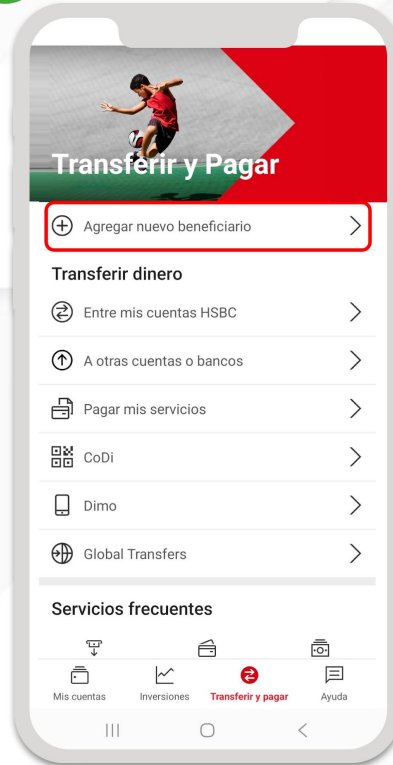 Transferir y Pagar
Agregar nuevo beneficiario
Transferir dinero
Entre mis cuentas HSBC
A otras cuentas o bancos
Pagar mis servicios
CoDi
Dimo
Global Transfers
Servicios frecuentes
Mis cuentas
Inversiones
Transferir y pagar
Ayuda